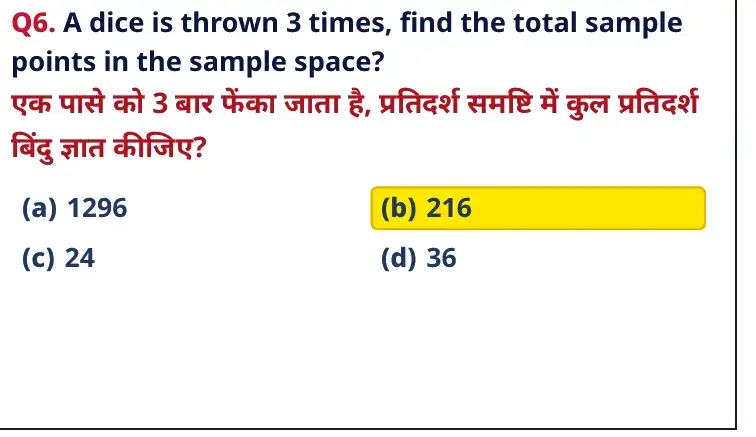 Q6. A dice is thrown 3 times, find the total sample
points in the sample space?
एक पासे को 3 बार फेंका जाता है, प्रतिदर्श समष्टि में कुल प्रतिदर्श
बिंदु ज्ञात कीजिए?
(a) 1296
(b) 216
(c) 24
(d) 36